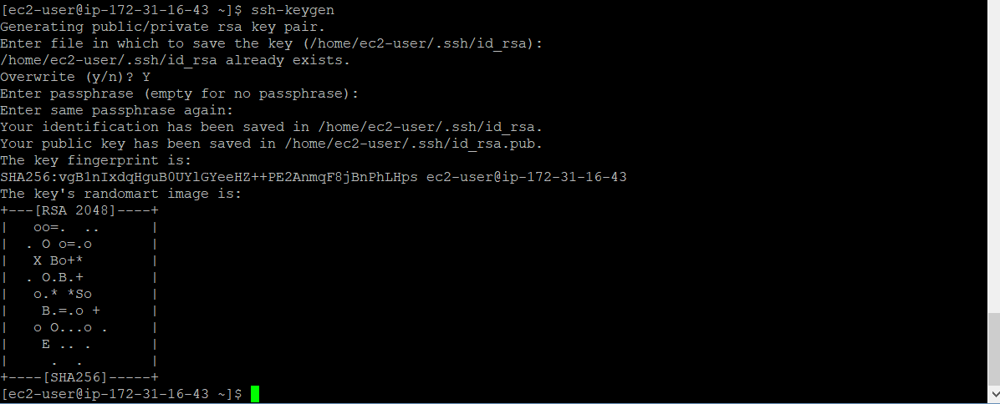 [ec2-user@ip-172-31-16-43 ~]$ ssh-keygen
Generating public/private rsa key pair.
Enter file in which to save the key (/home/ec2-user/.ssh/id_rsa):
/home/ec2-user/.ssh/id_rsa already exists.
Overwrite (y/n)? Y
Enter passphrase (empty for no passphrase):
Enter same passphrase again:
Your identification has been saved in /home/ec2-user/.ssh/id_rsa.
Your public key has been saved in /home/ec2-user/.ssh/id_rsa.pub.
The key fingerprint is:
SHA256:vgB1nIxdqHguB0UYlGYeeHZ++PE2AnmqF8jBnPhLHps ec2-user@ip-172-31-16-43
The key's randomart image is:
+---[RSA 2048]----+
|   oo=.  ..      |
|  . O o=.o       |
|   X Bo+*        |
|  . O.B.+        |
|   o.* *So       |
|    B.=.o +      |
|   o O...o .     |
|    E .. .       |
|     .  .        |
+----[SHA256]-----+
[ec2-user@ip-172-31-16-43 ~]$